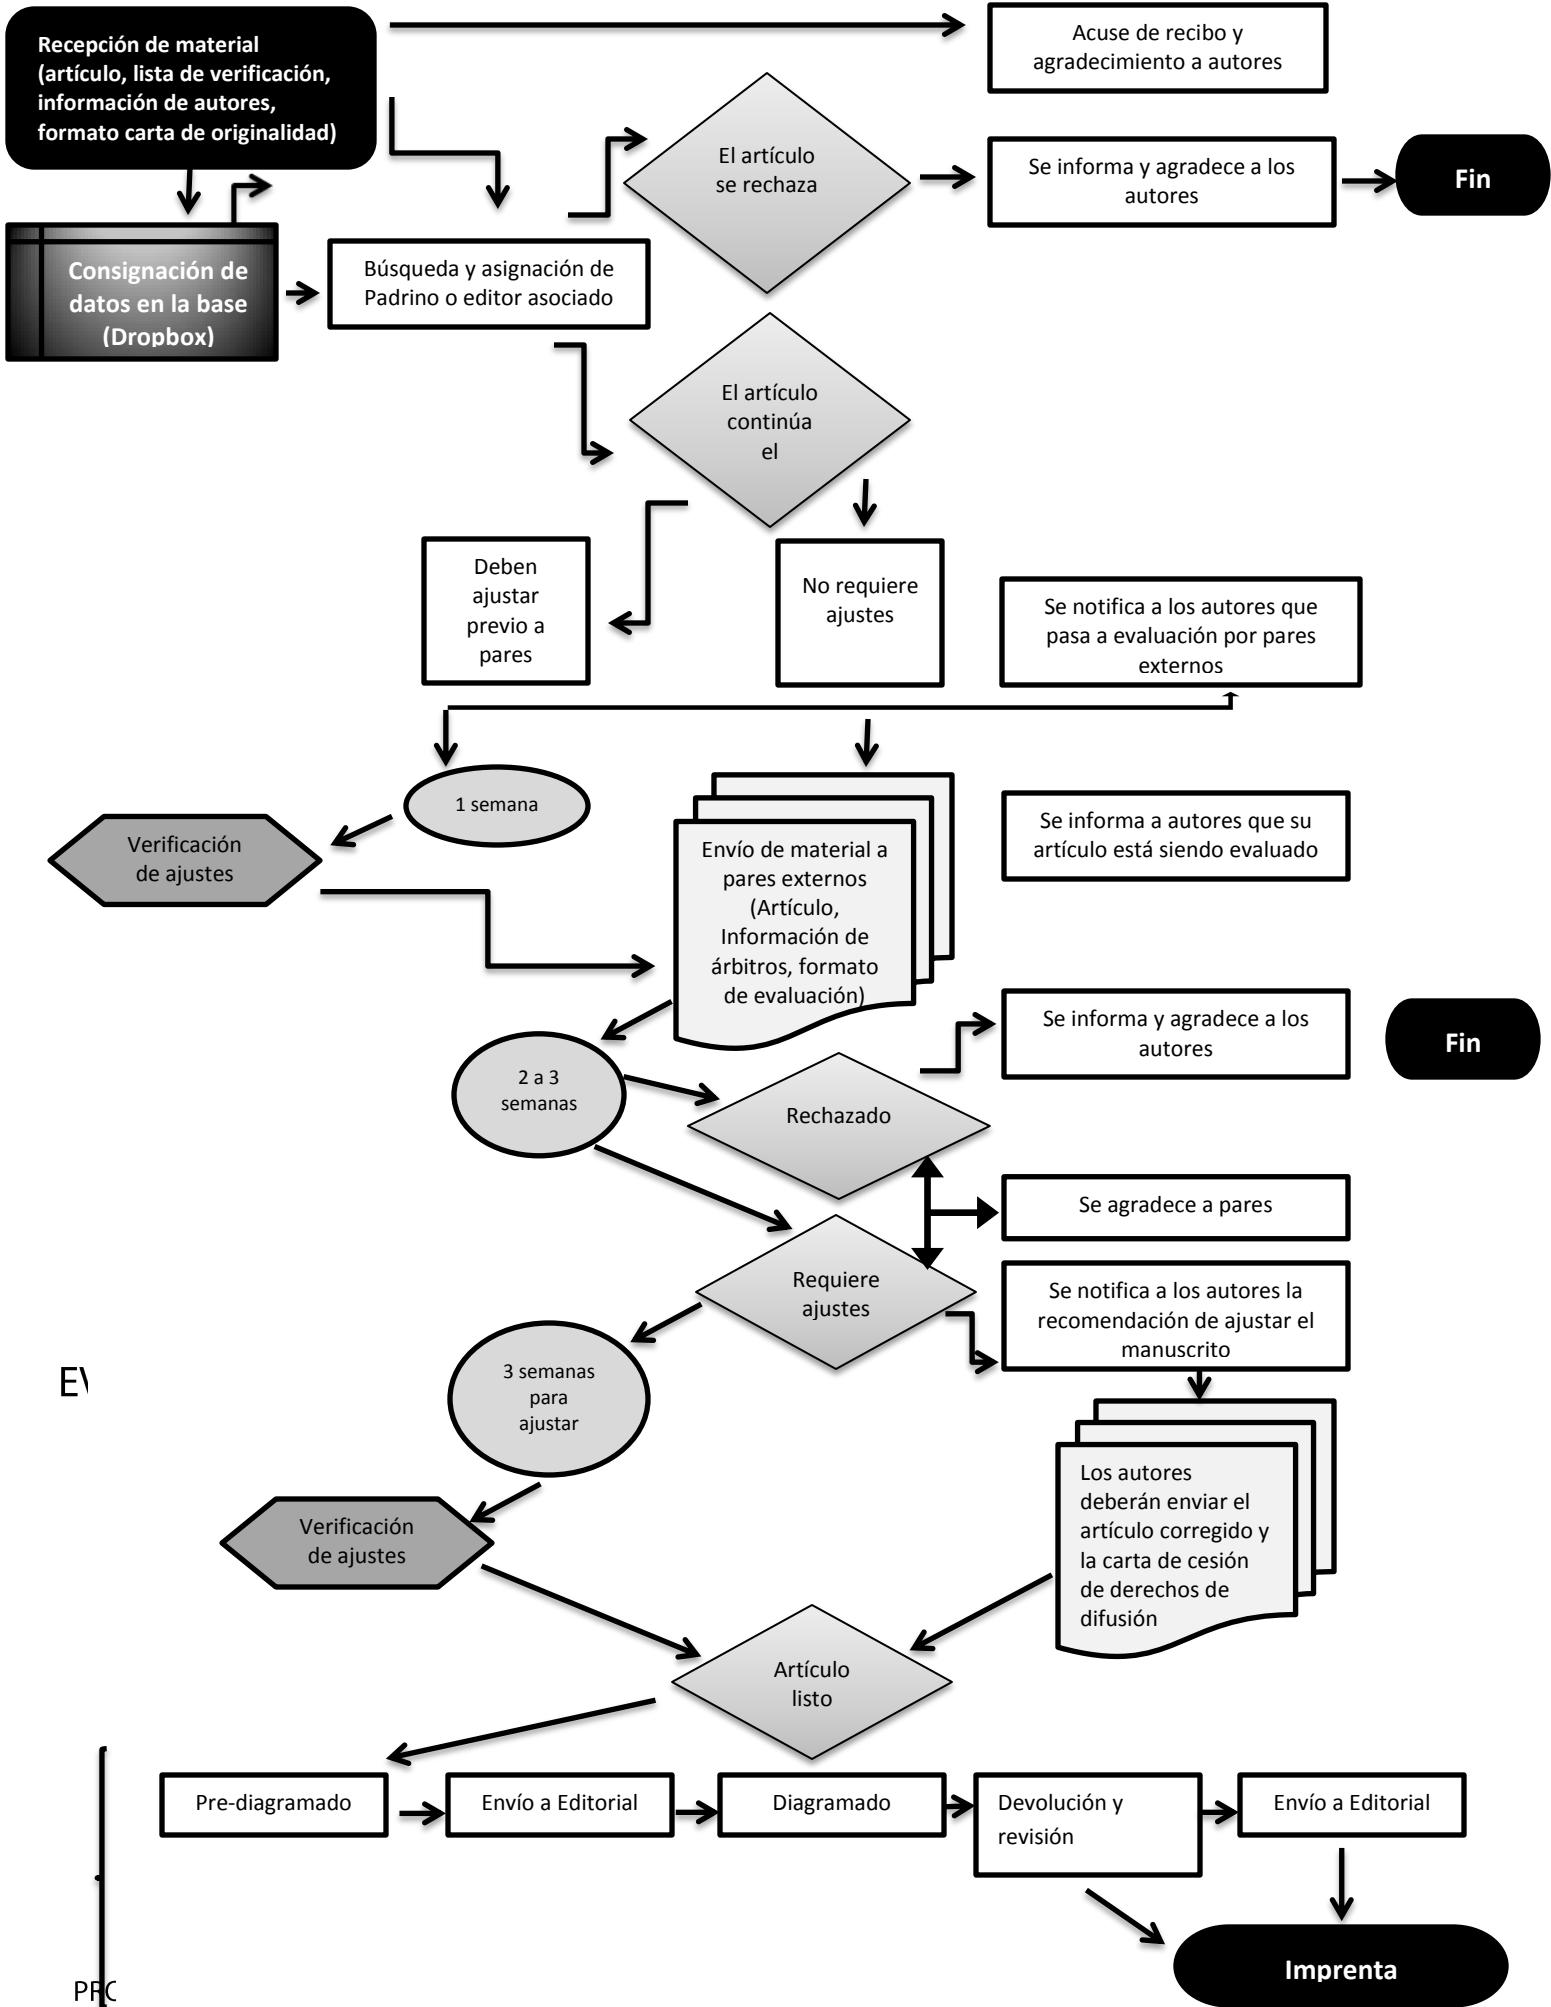 Recepción de material
(artículo, lista de verificación,
información de autores,
formato carta de originalidad)
Acuse de recibo y
agradecimiento a autores
El artículo
se rechaza
Se informa y agradece a los
autores
Fin
Consignación de
datos en la base
(Dropbox)
Búsqueda y asignación de
Padrino o editor asociado
El artículo
continúa
el
Deben
ajustar
previo a
pares
No requiere
ajustes
Se notifica a los autores que
pasa a evaluación por pares
externos
1 semana
Verificación
de ajustes
Envío de material a
pares externos
(Artículo,
Información de
árbitros, formato
de evaluación)
Se informa a autores que su
artículo está siendo evaluado
Se informa y agradece a los
autores
Fin
2 a 3
semanas
Rechazado
Se agradece a pares
Requiere
ajustes
Se notifica a los autores la
recomendación de ajustar el
manuscrito
3 semanas
para
ajustar
Los autores
deberán enviar el
artículo corregido y
la carta de cesión
de derechos de
difusión
Verificación
de ajustes
Artículo
listo
Pre-diagramado
Envío a Editorial
Diagramado
Devolución y
revisión
Envío a Editorial
Imprenta